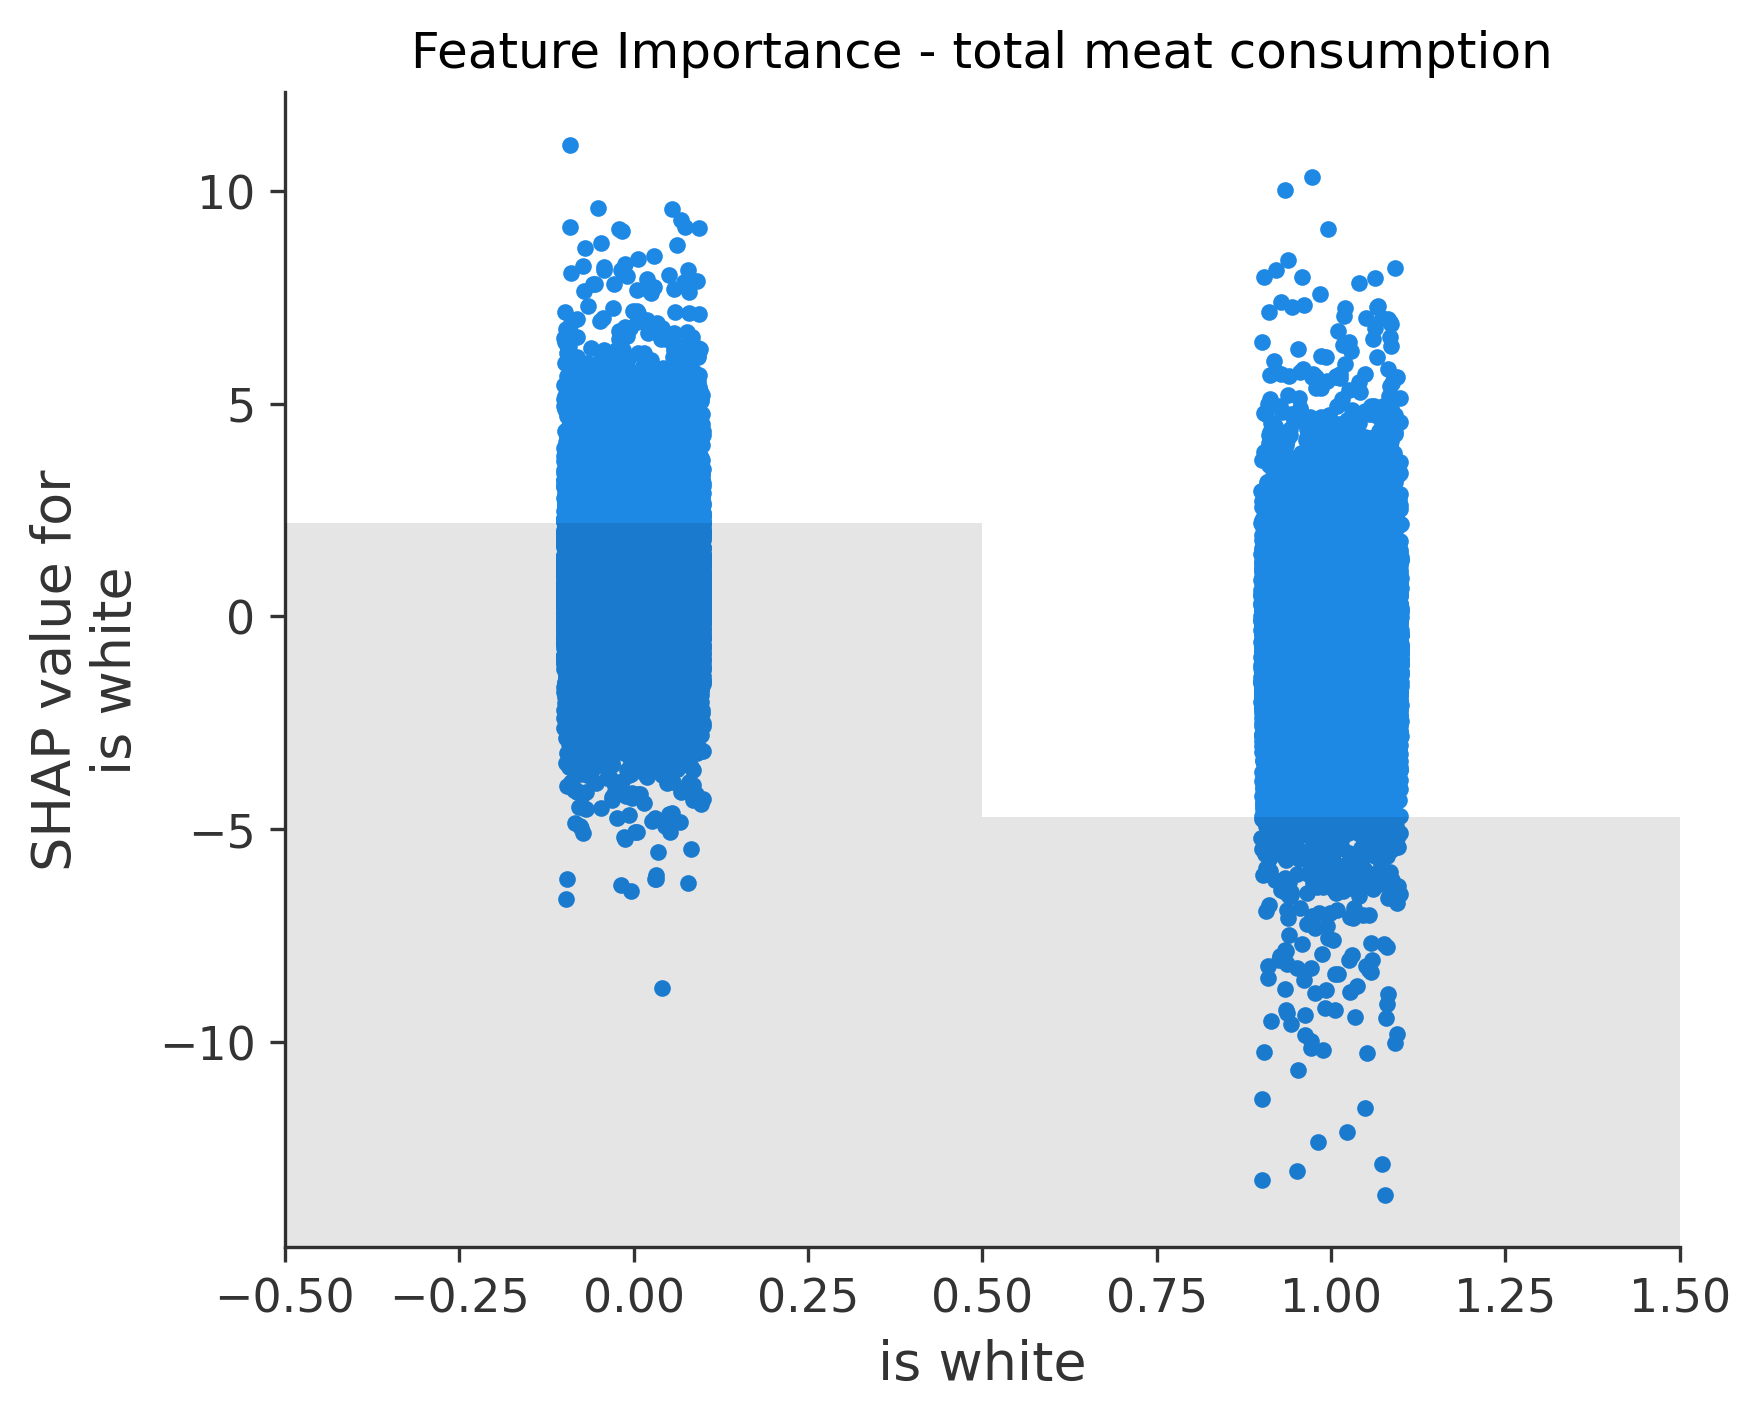 Feature Importance - total meat consumption
10
5
0
−5
−10
SHAP value for
is white
−0.50 −0.25 0.00 0.25 0.50 0.75 1.00 1.25 1.50
is white